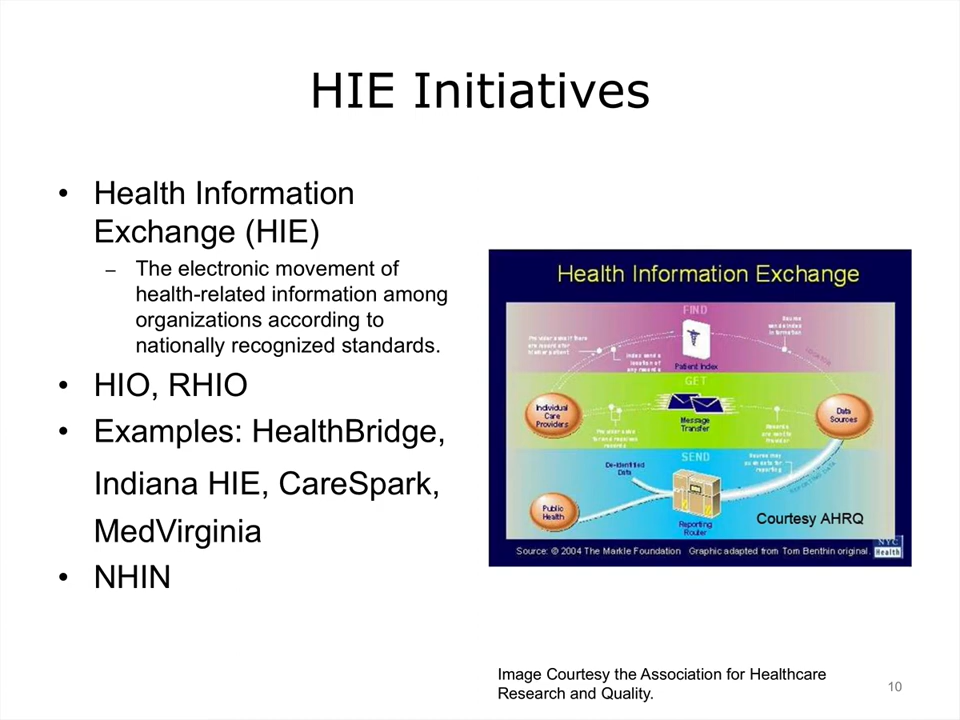 HIE Initiatives
• Health Information
Exchange (HIE)
– The electronic movement of
health-related information among
organizations according to
nationally recognized standards.
• HIO, RHIO
• Examples: HealthBridge,
Indiana HIE, CareSpark,
MedVirginia
• NHIN
Health Information Exchange
FIND
Patient Index
GET
Individual
Care
Providers
Message
Transfer
Data
Sources
SEND
De-Identified
Data
Public
Health
Reporting
Router
Courtesy AHRQ
Source: © 2004 The Markle Foundation Graphic adapted from Tom Benthin original.
NYC
Health
Image Courtesy the Association for Healthcare
Research and Quality.
10